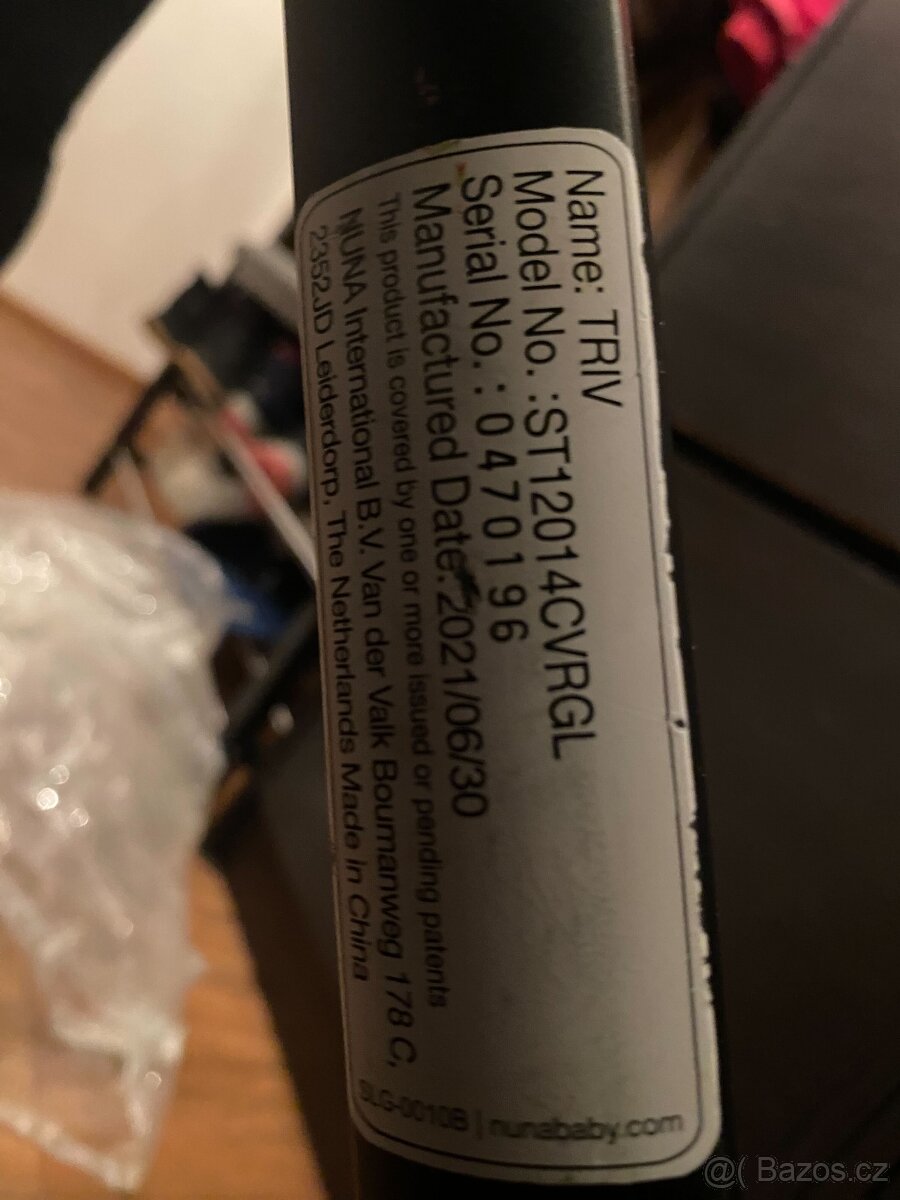 Name: TRIV
Model No. :ST12014CVRGL
Serial No. : 0470196
Manufactured Date: 2021/06/30
This product is covered by one or more issued or pending patents
NUNA International B.V. Van der Valk Boumanweg 178 C,
2352JD Leiderdorp, The Netherlands Made in China
SLG-0010B | nunababy.com
@( Bazos.cz